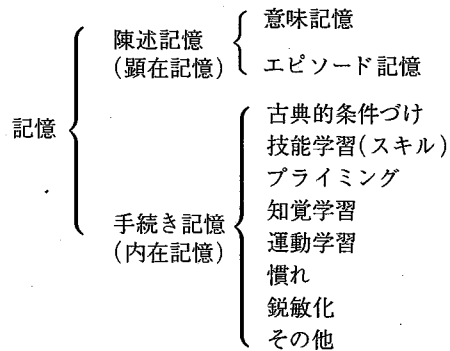 記憶
陳述記憶
(顕在記憶)
意味記憶
エピソード記憶
手続き記憶
(内在記憶)
古典的条件づけ
技能学習(スキル)
プライミング
知覚学習
運動学習
慣れ
鋭敏化
その他